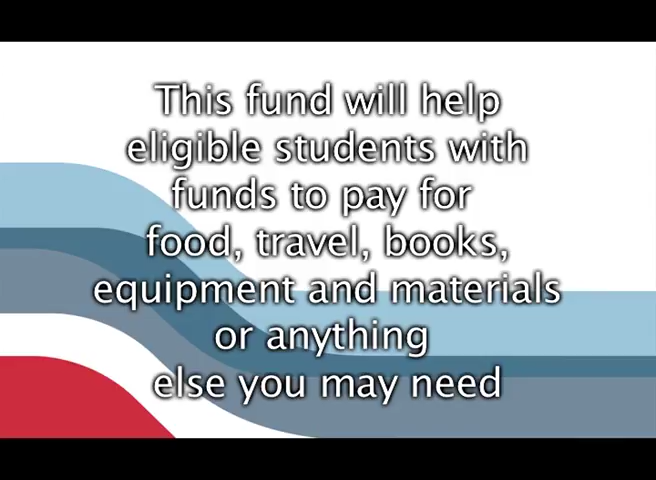 This fund will help
eligible students with
funds to pay for
food, travel, books,
equipment and materials
or anything
else you may need